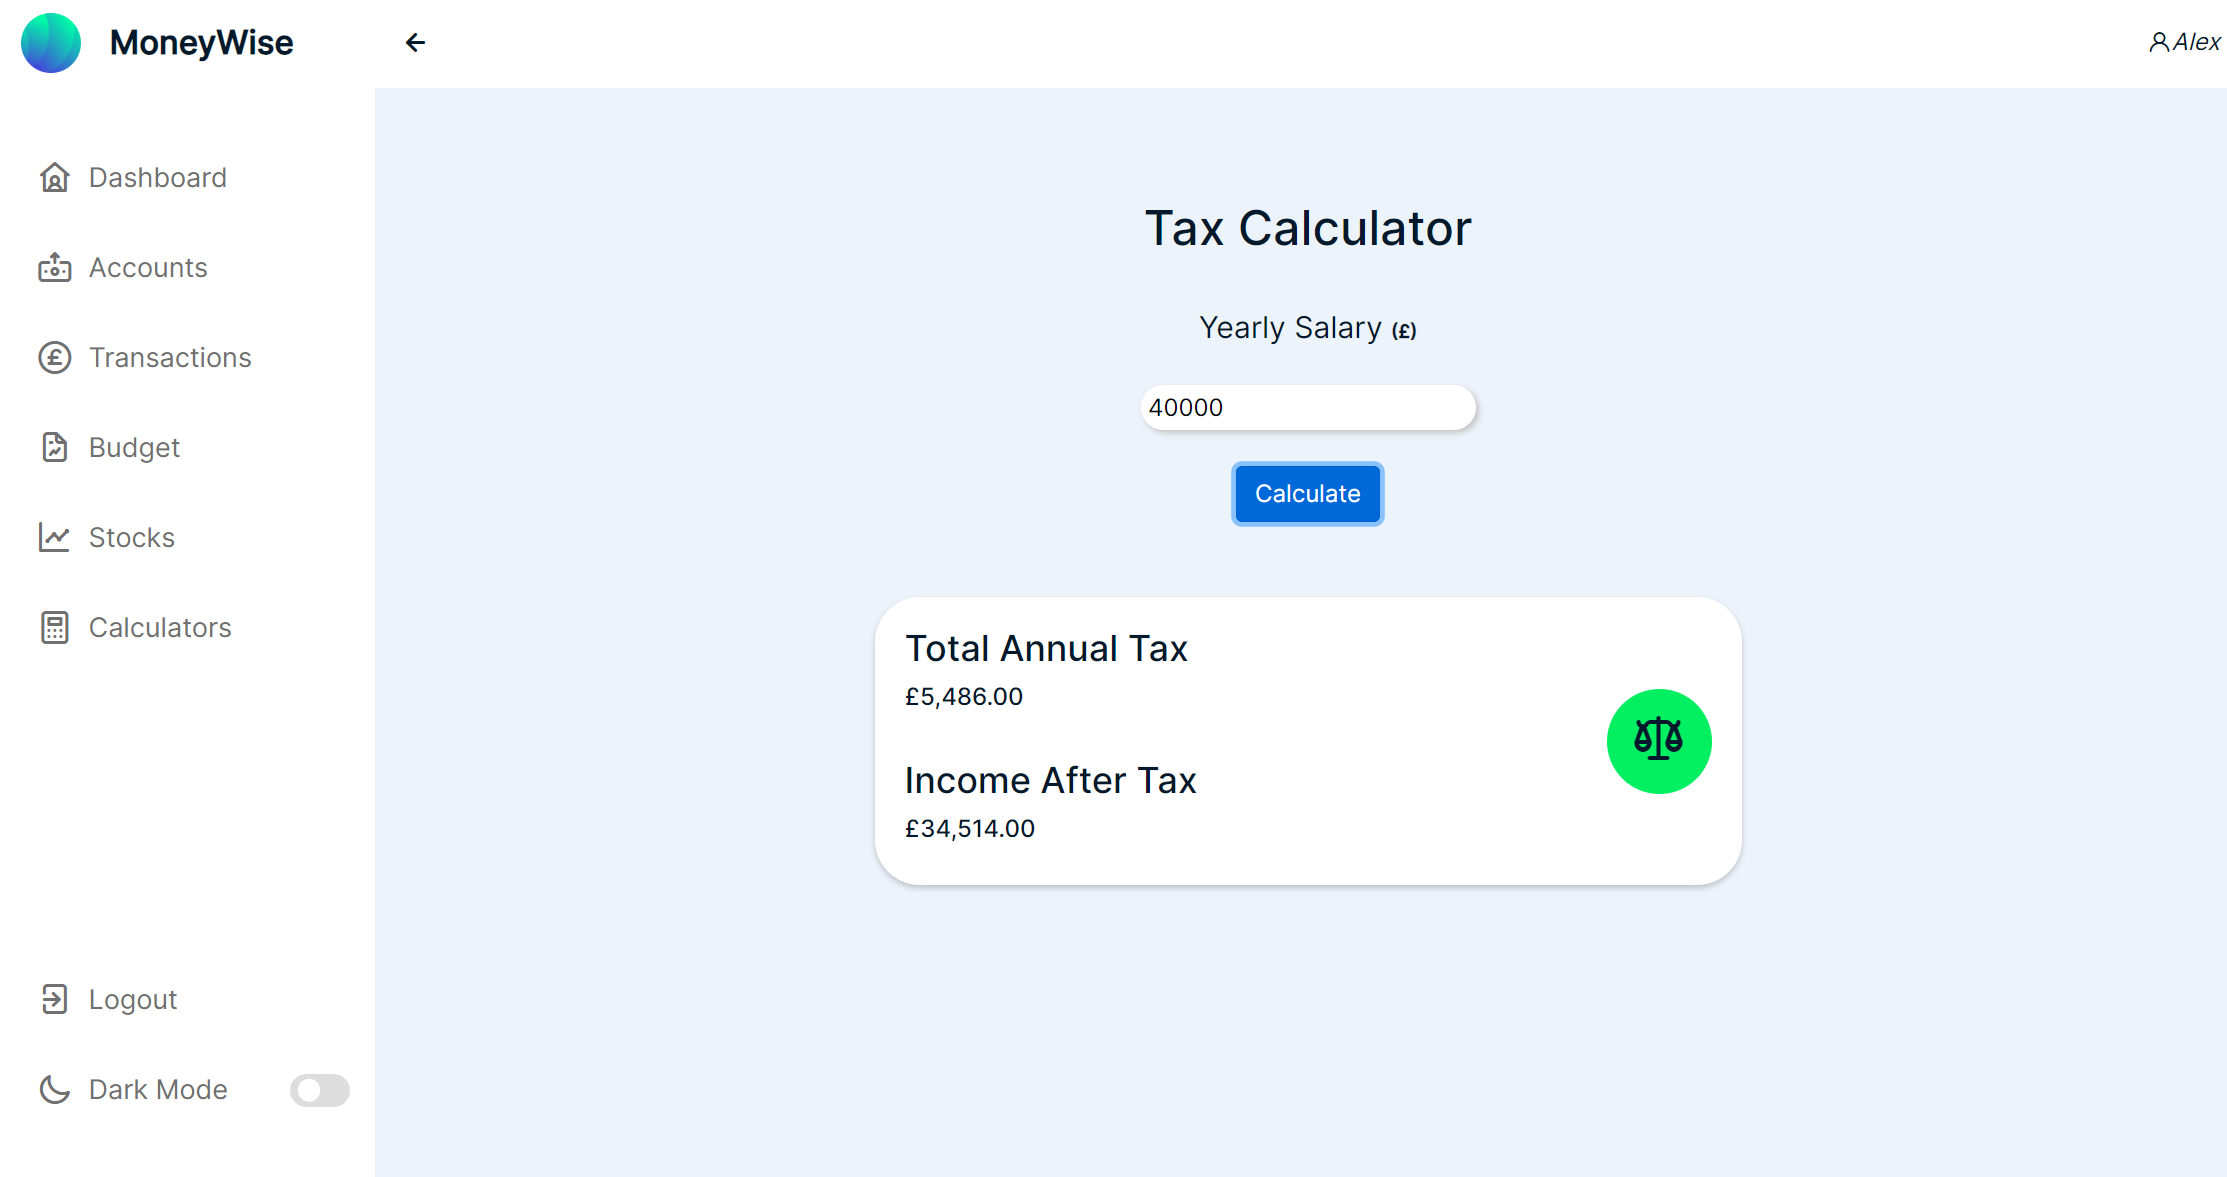 MoneyWise
Alex
Dashboard
Accounts
Transactions
Budget
Stocks
Calculators
Logout
Dark Mode
Tax Calculator
Yearly Salary (£)
40000
Calculate
Total Annual Tax
£5,486.00
Income After Tax
£34,514.00